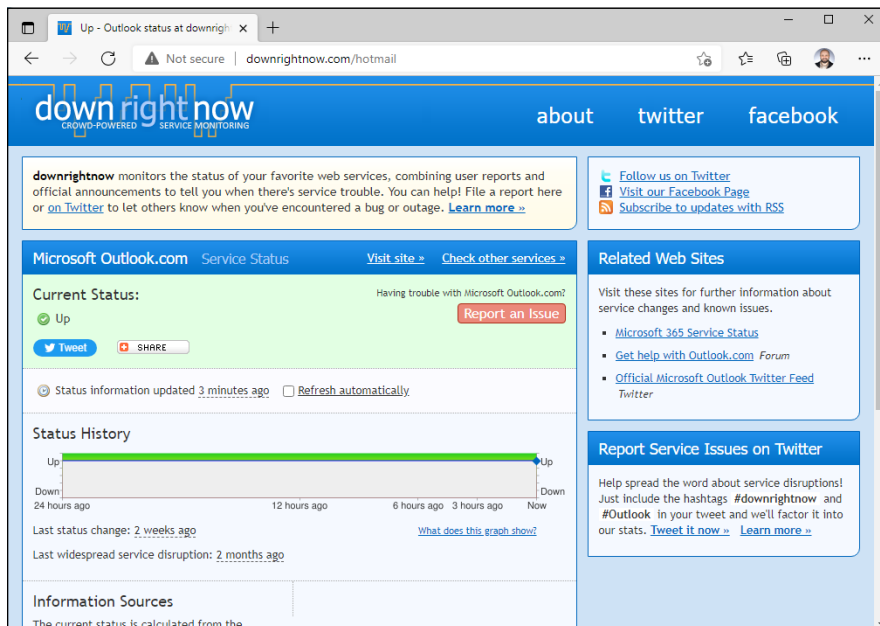 Up - Outlook status at downrigh
Not secure | downrightnow.com/hotmail
down right now
CROWD-POWERED SERVICE MONITORING
about twitter facebook
downrightnow monitors the status of your favorite web services, combining user reports and
official announcements to tell you when there's service trouble. You can help! File a report here
or on Twitter to let others know when you've encountered a bug or outage. Learn more »
Follow us on Twitter
Visit our Facebook Page
Subscribe to updates with RSS
Microsoft Outlook.com Service Status Visit site » Check other services »
Current Status:
Up
Having trouble with Microsoft Outlook.com?
Report an Issue
Tweet
SHARE
Status information updated 3 minutes ago Refresh automatically
Status History
Up Up
Down Down
24 hours ago 12 hours ago 6 hours ago 3 hours ago Now
Last status change: 2 weeks ago What does this graph show?
Last widespread service disruption: 2 months ago
Information Sources
The current status is calculated from the
Related Web Sites
Visit these sites for further information about
service changes and known issues.
Microsoft 365 Service Status
Get help with Outlook.com Forum
Official Microsoft Outlook Twitter Feed
Twitter
Report Service Issues on Twitter
Help spread the word about service disruptions!
Just include the hashtags #downrightnow and
#Outlook in your tweet and we'll factor it into
our stats. Tweet it now » Learn more »